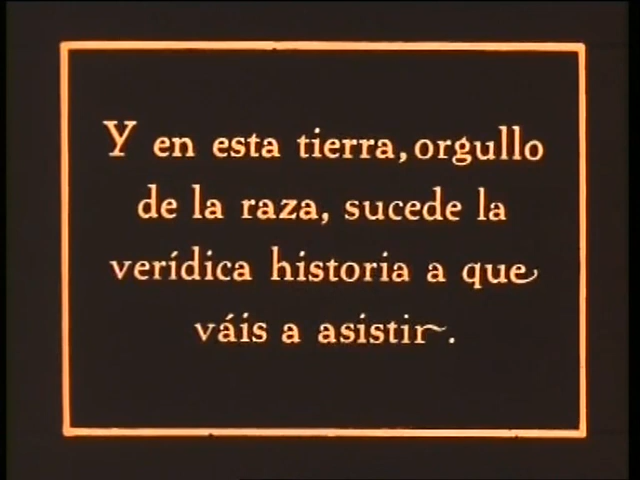 Y en esta tierra, orgullo
de la raza, sucede la
verídica historia a que
váis a asistir.